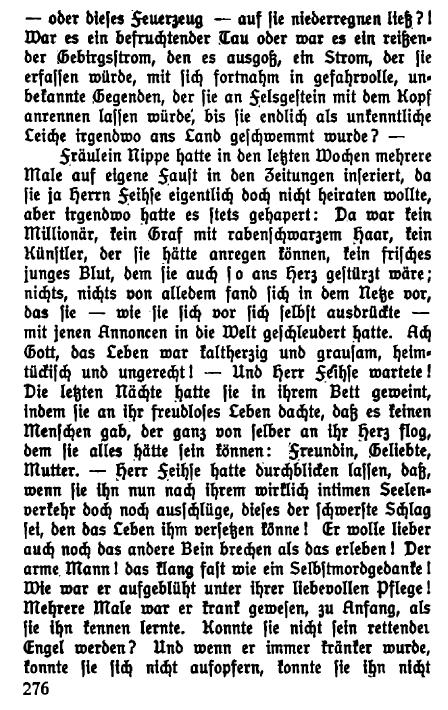 — oder dieses Feuerzeug — auf sie niederregnen ließ?!
War es ein befruchtender Tau oder war es ein reißen-
der Gebirgsstrom, den es ausgoß, ein Strom, der sie
erfassen würde, mit sich fortnahm in gefahrvolle, un-
bekannte Gegenden, der sie an Felsgestein mit dem Kopf
anrennen lassen würde, bis sie endlich als unkenntliche
Leiche irgendwo ans Land geschwemmt wurde? —
Fräulein Nippe hatte in den letzten Wochen mehrere
Male auf eigene Faust in den Zeitungen inseriert, da
sie ja Herrn Feihse eigentlich doch nicht heiraten wollte,
aber irgendwo hatte es stets gehapert: Da war kein
Millionär, kein Graf mit rabenschwarzem Haar, kein
Künstler, der sie hätte anregen können, kein frisches
junges Blut, dem sie auch so ans Herz gestürzt wäre;
nichts, nichts von alledem fand sich in dem Netze vor,
das sie — wie sie sich vor sich selbst ausdrückte —
mit jenen Annoncen in die Welt geschleudert hatte. Ach
Gott, das Leben war kaltherzig und grausam, heim-
tückisch und ungerecht! — Und Herr Feihse wartete!
Die letzten Nächte hatte sie in ihrem Bett geweint,
indem sie an ihr freudloses Leben dachte, daß es keinen
Menschen gab, der ganz von selber an ihr Herz flog,
dem sie alles hätte sein können: Freundin, Geliebte,
Mutter. — Herr Feihse hatte durchblicken lassen, daß,
wenn sie ihn nun nach ihrem wirklich intimen Seelen-
verkehr doch noch ausschlüge, dieses der schwerste Schlag
sei, den das Leben ihm versetzen könne! Er wolle lieber
auch noch das andere Bein brechen als das erleben! Der
arme Mann! das klang fast wie ein Selbstmordgedanke!
Wie war er aufgeblüht unter ihrer liebevollen Pflege!
Mehrere Male war er krank gewesen, zu Anfang, als
sie ihn kennen lernte. Konnte sie nicht sein rettender
Engel werden? Und wenn er immer kränker wurde,
konnte sie sich nicht aufopfern, konnte sie ihn nicht
276